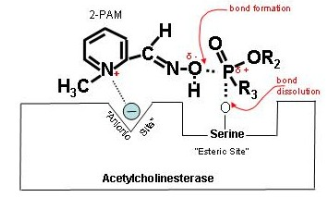 2-PAM
bond formation
H
C
H₃C
N
+
N-O
δ -
H
O
P
δ +
OR₂
R₃
bond
dissolution
−
O
"Anionic
Site"
Serine
"Esteric Site"
Acetylcholinesterase